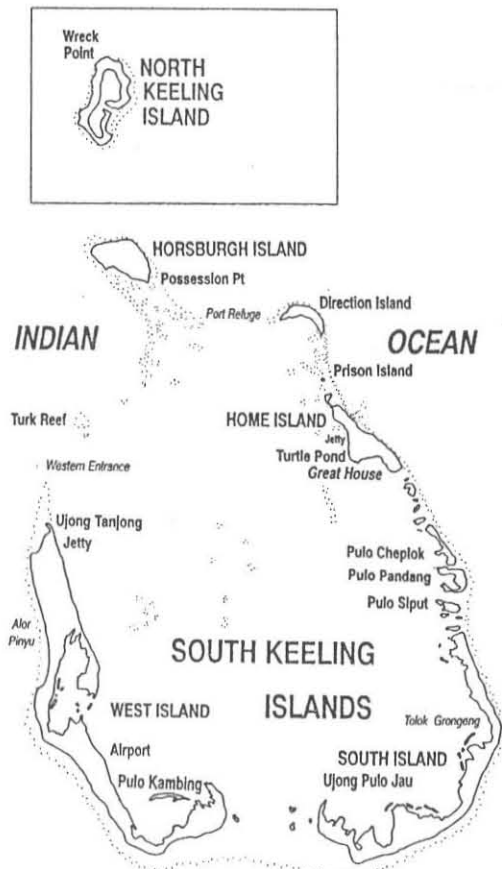 Wreck
Point
NORTH
KEELING
ISLAND
HORSBURGH ISLAND
Possession Pt
Port Refuge
Direction Island
INDIAN
OCEAN
Prison Island
HOME ISLAND
Turk Reef
Jetty
Turtle Pond
Great House
Western Entrance
Ujong Tanjong
Jetty
Pulo Cheplok
Pulo Pandang
Pulo Siput
Alor
Pinyu
SOUTH KEELING
ISLANDS
WEST ISLAND
Tolok Grongeng
Airport
SOUTH ISLAND
Pulo Kambing
Ujong Pulo Jau